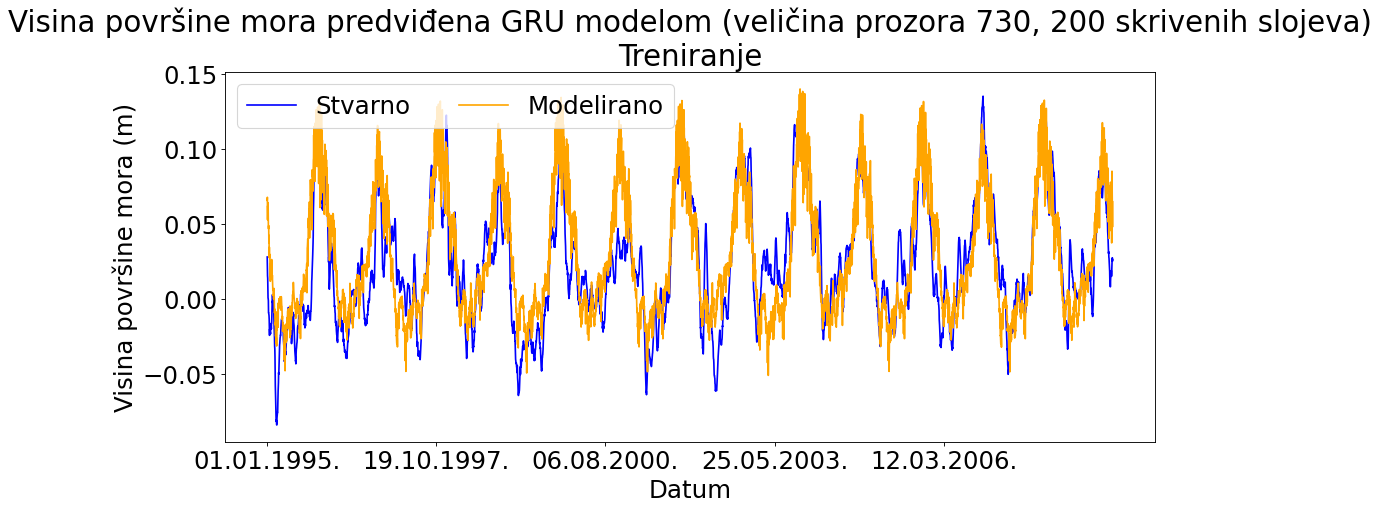 Visina površine mora predviđena GRU modelom (veličina prozora 730, 200 skrivenih slojeva)
Treniranje
Stvarno
Modelirano
Visina površine mora (m)
0.15
0.10
0.05
0.00
−0.05
01.01.1995.
19.10.1997.
06.08.2000.
25.05.2003.
12.03.2006.
Datum